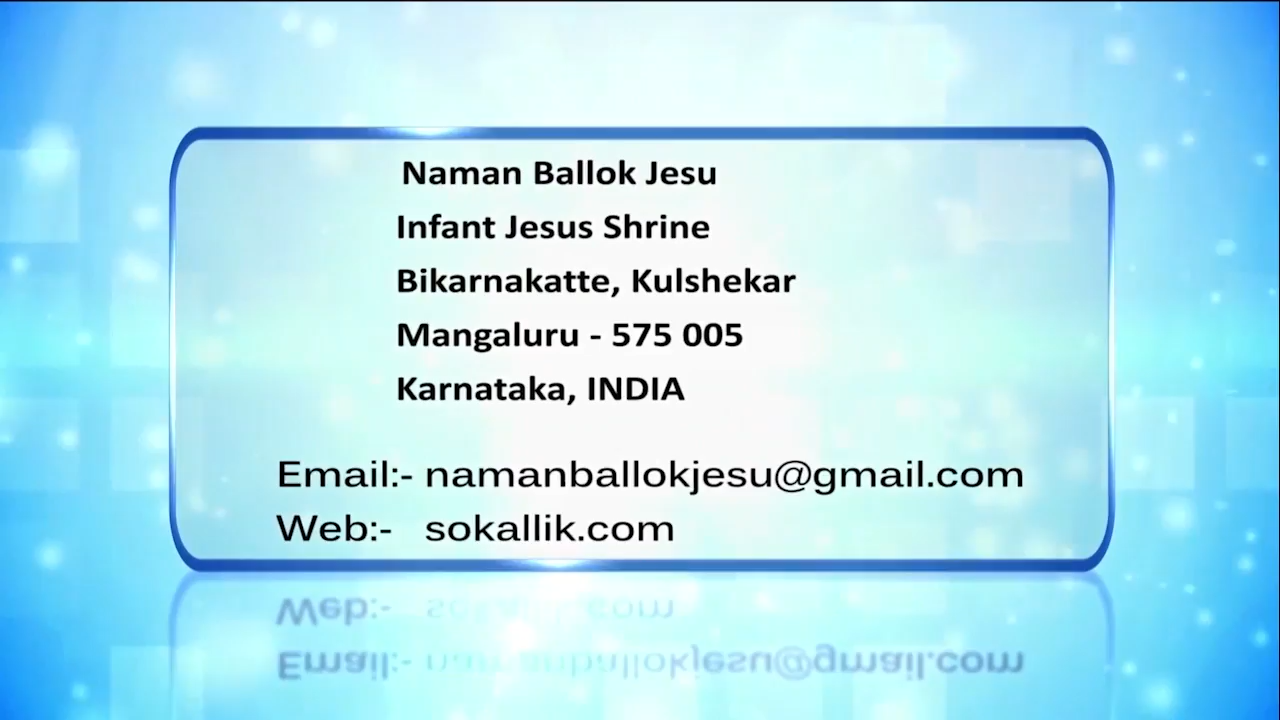 Naman Ballok Jesu
Infant Jesus Shrine
Bikarnakatte, Kulshekar
Mangaluru - 575 005
Karnataka, INDIA
Email:- namanballokjesu@gmail.com
Web:- sokallik.com